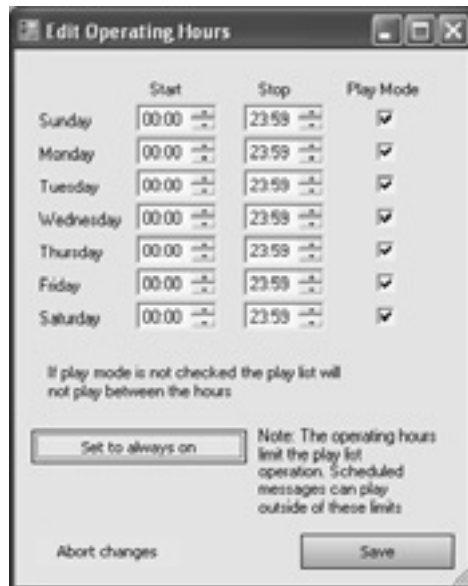 Edit Operating Hours
Start Stop Play Mode
Sunday 00:00 23:59
Monday 00:00 23:59
Tuesday 00:00 23:59
Wednesday 00:00 23:59
Thursday 00:00 23:59
Friday 00:00 23:59
Saturday 00:00 23:59
If play mode is not checked the play list will
not play between the hours
Set to always on
Note: The operating hours
limit the play list
operation. Scheduled
messages can play
outside of these limits
Abort changes
Save